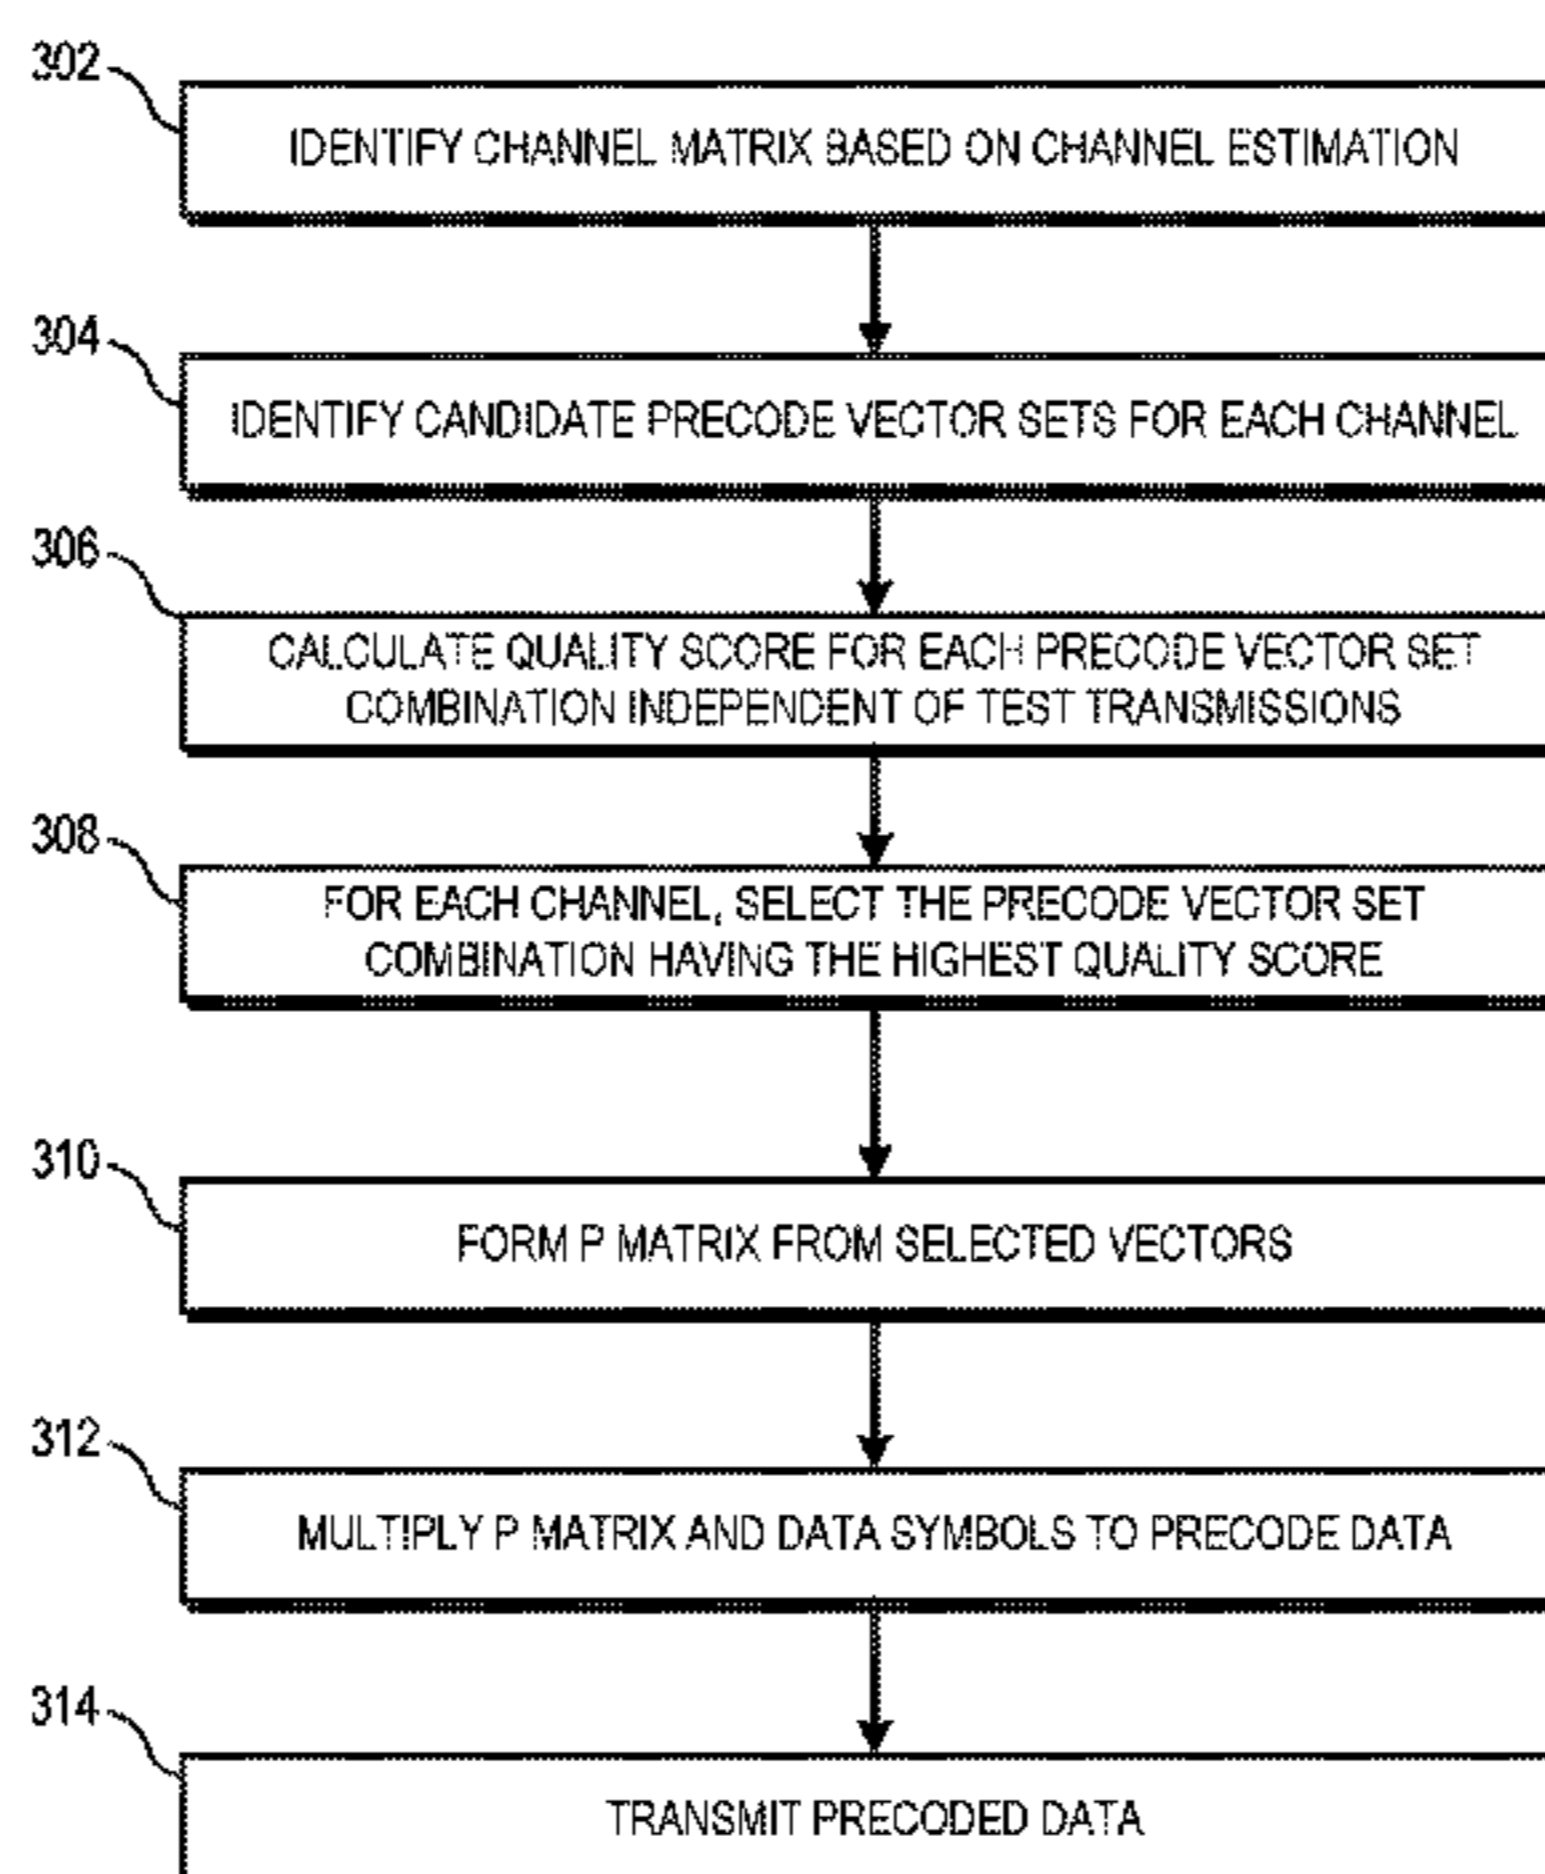 302
IDENTIFY CHANNEL MATRIX BASED ON CHANNEL ESTIMATION
304
IDENTIFY CANDIDATE PRECODE VECTOR SETS FOR EACH CHANNEL
306
CALCULATE QUALITY SCORE FOR EACH PRECODE VECTOR SET
COMBINATION INDEPENDENT OF TEST TRANSMISSIONS
308
FOR EACH CHANNEL, SELECT THE PRECODE VECTOR SET
COMBINATION HAVING THE HIGHEST QUALITY SCORE
310
FORM P MATRIX FROM SELECTED VECTORS
312
MULTIPLY P MATRIX AND DATA SYMBOLS TO PRECODE DATA
314
TRANSMIT PRECODED DATA